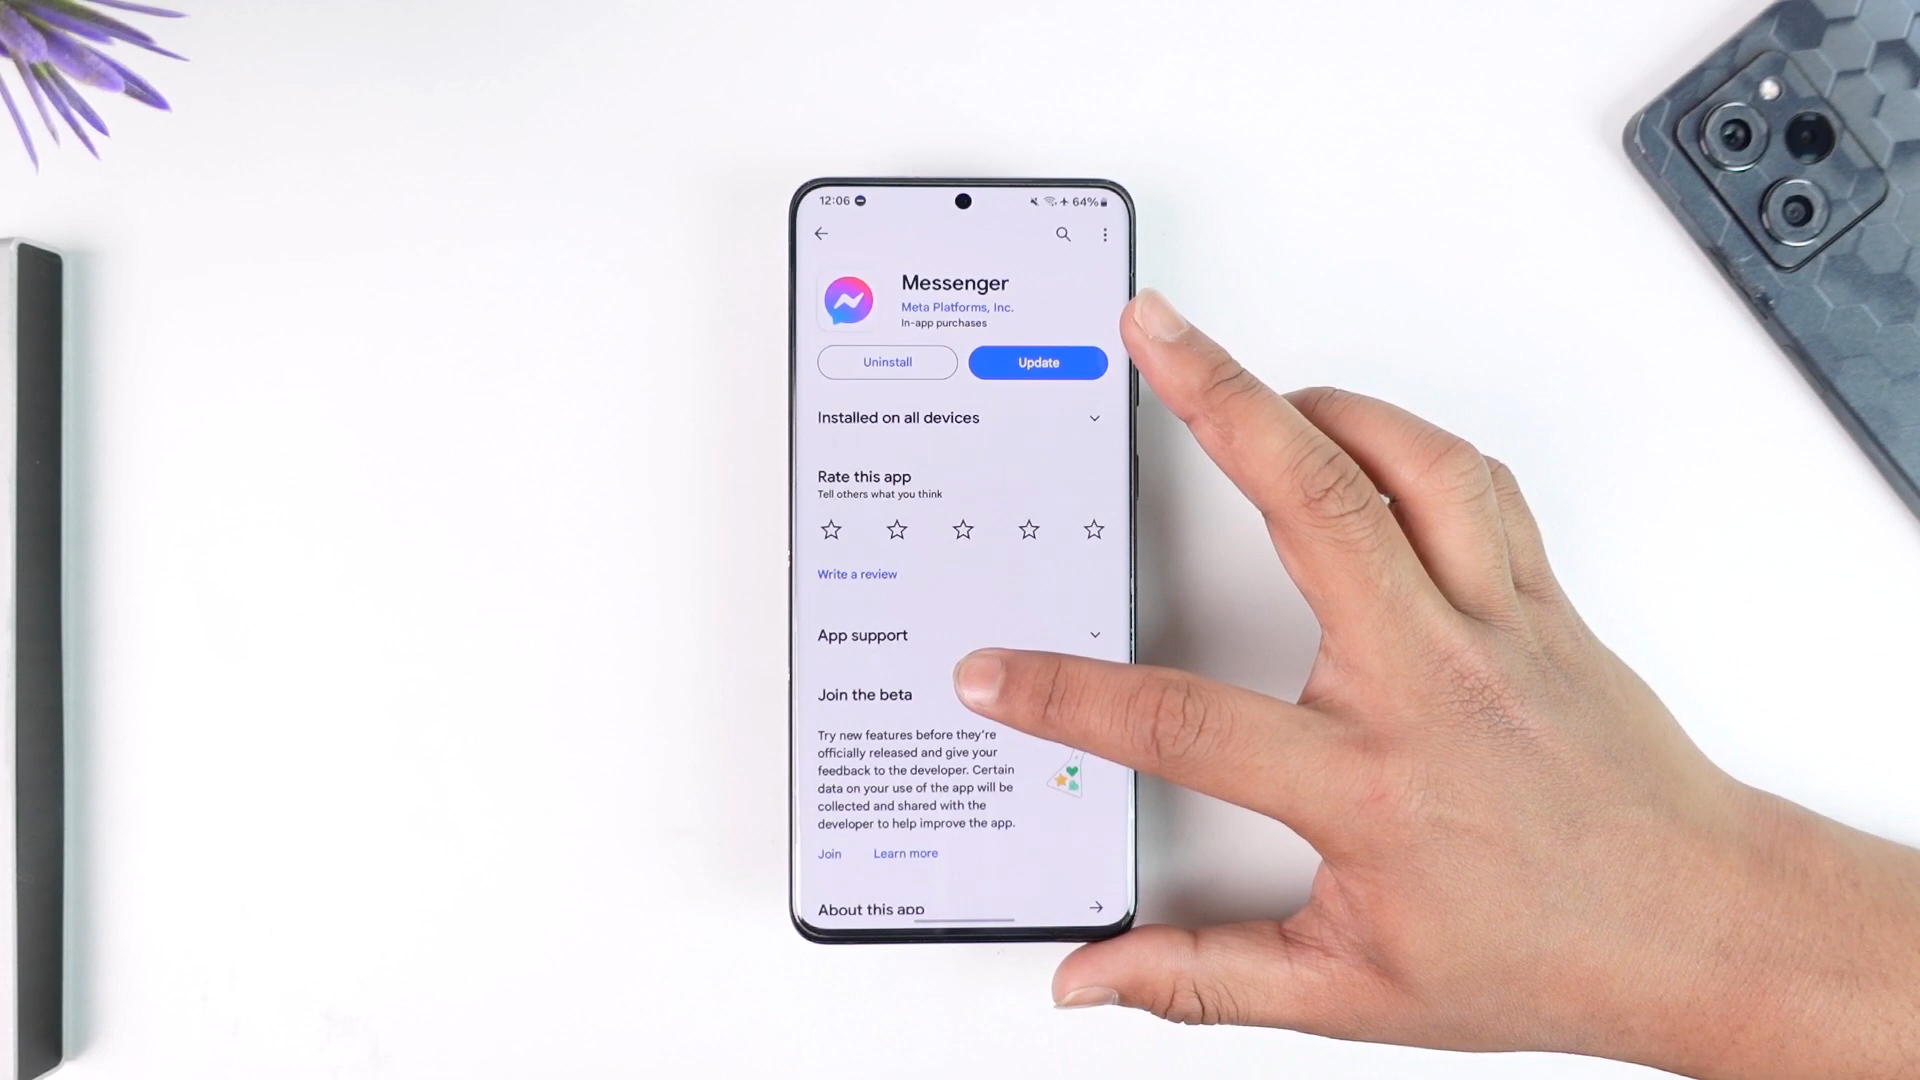 12:06 64%
Messenger
Meta Platforms, Inc.
In-app purchases
Uninstall Update
Installed on all devices
Rate this app
Tell others what you think
Write a review
App support
Join the beta
Try new features before they're
officially released and give your
feedback to the developer. Certain
data on your use of the app will be
collected and shared with the
developer to help improve the app.
Join Learn more
About this app